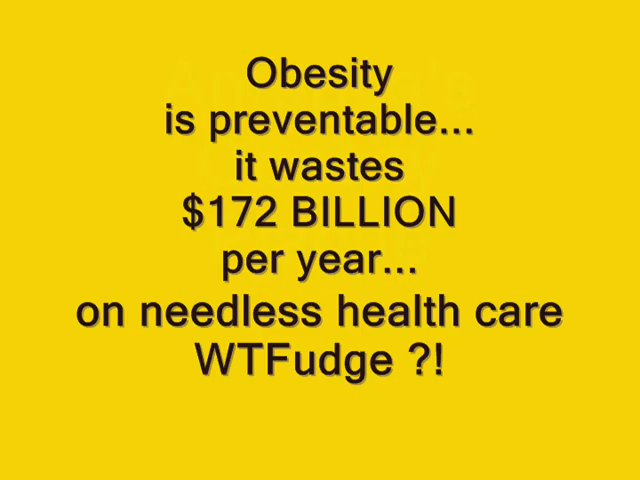 Obesity
is preventable...
it wastes
$172 BILLION
per year...
on needless health care
WTFudge ?!